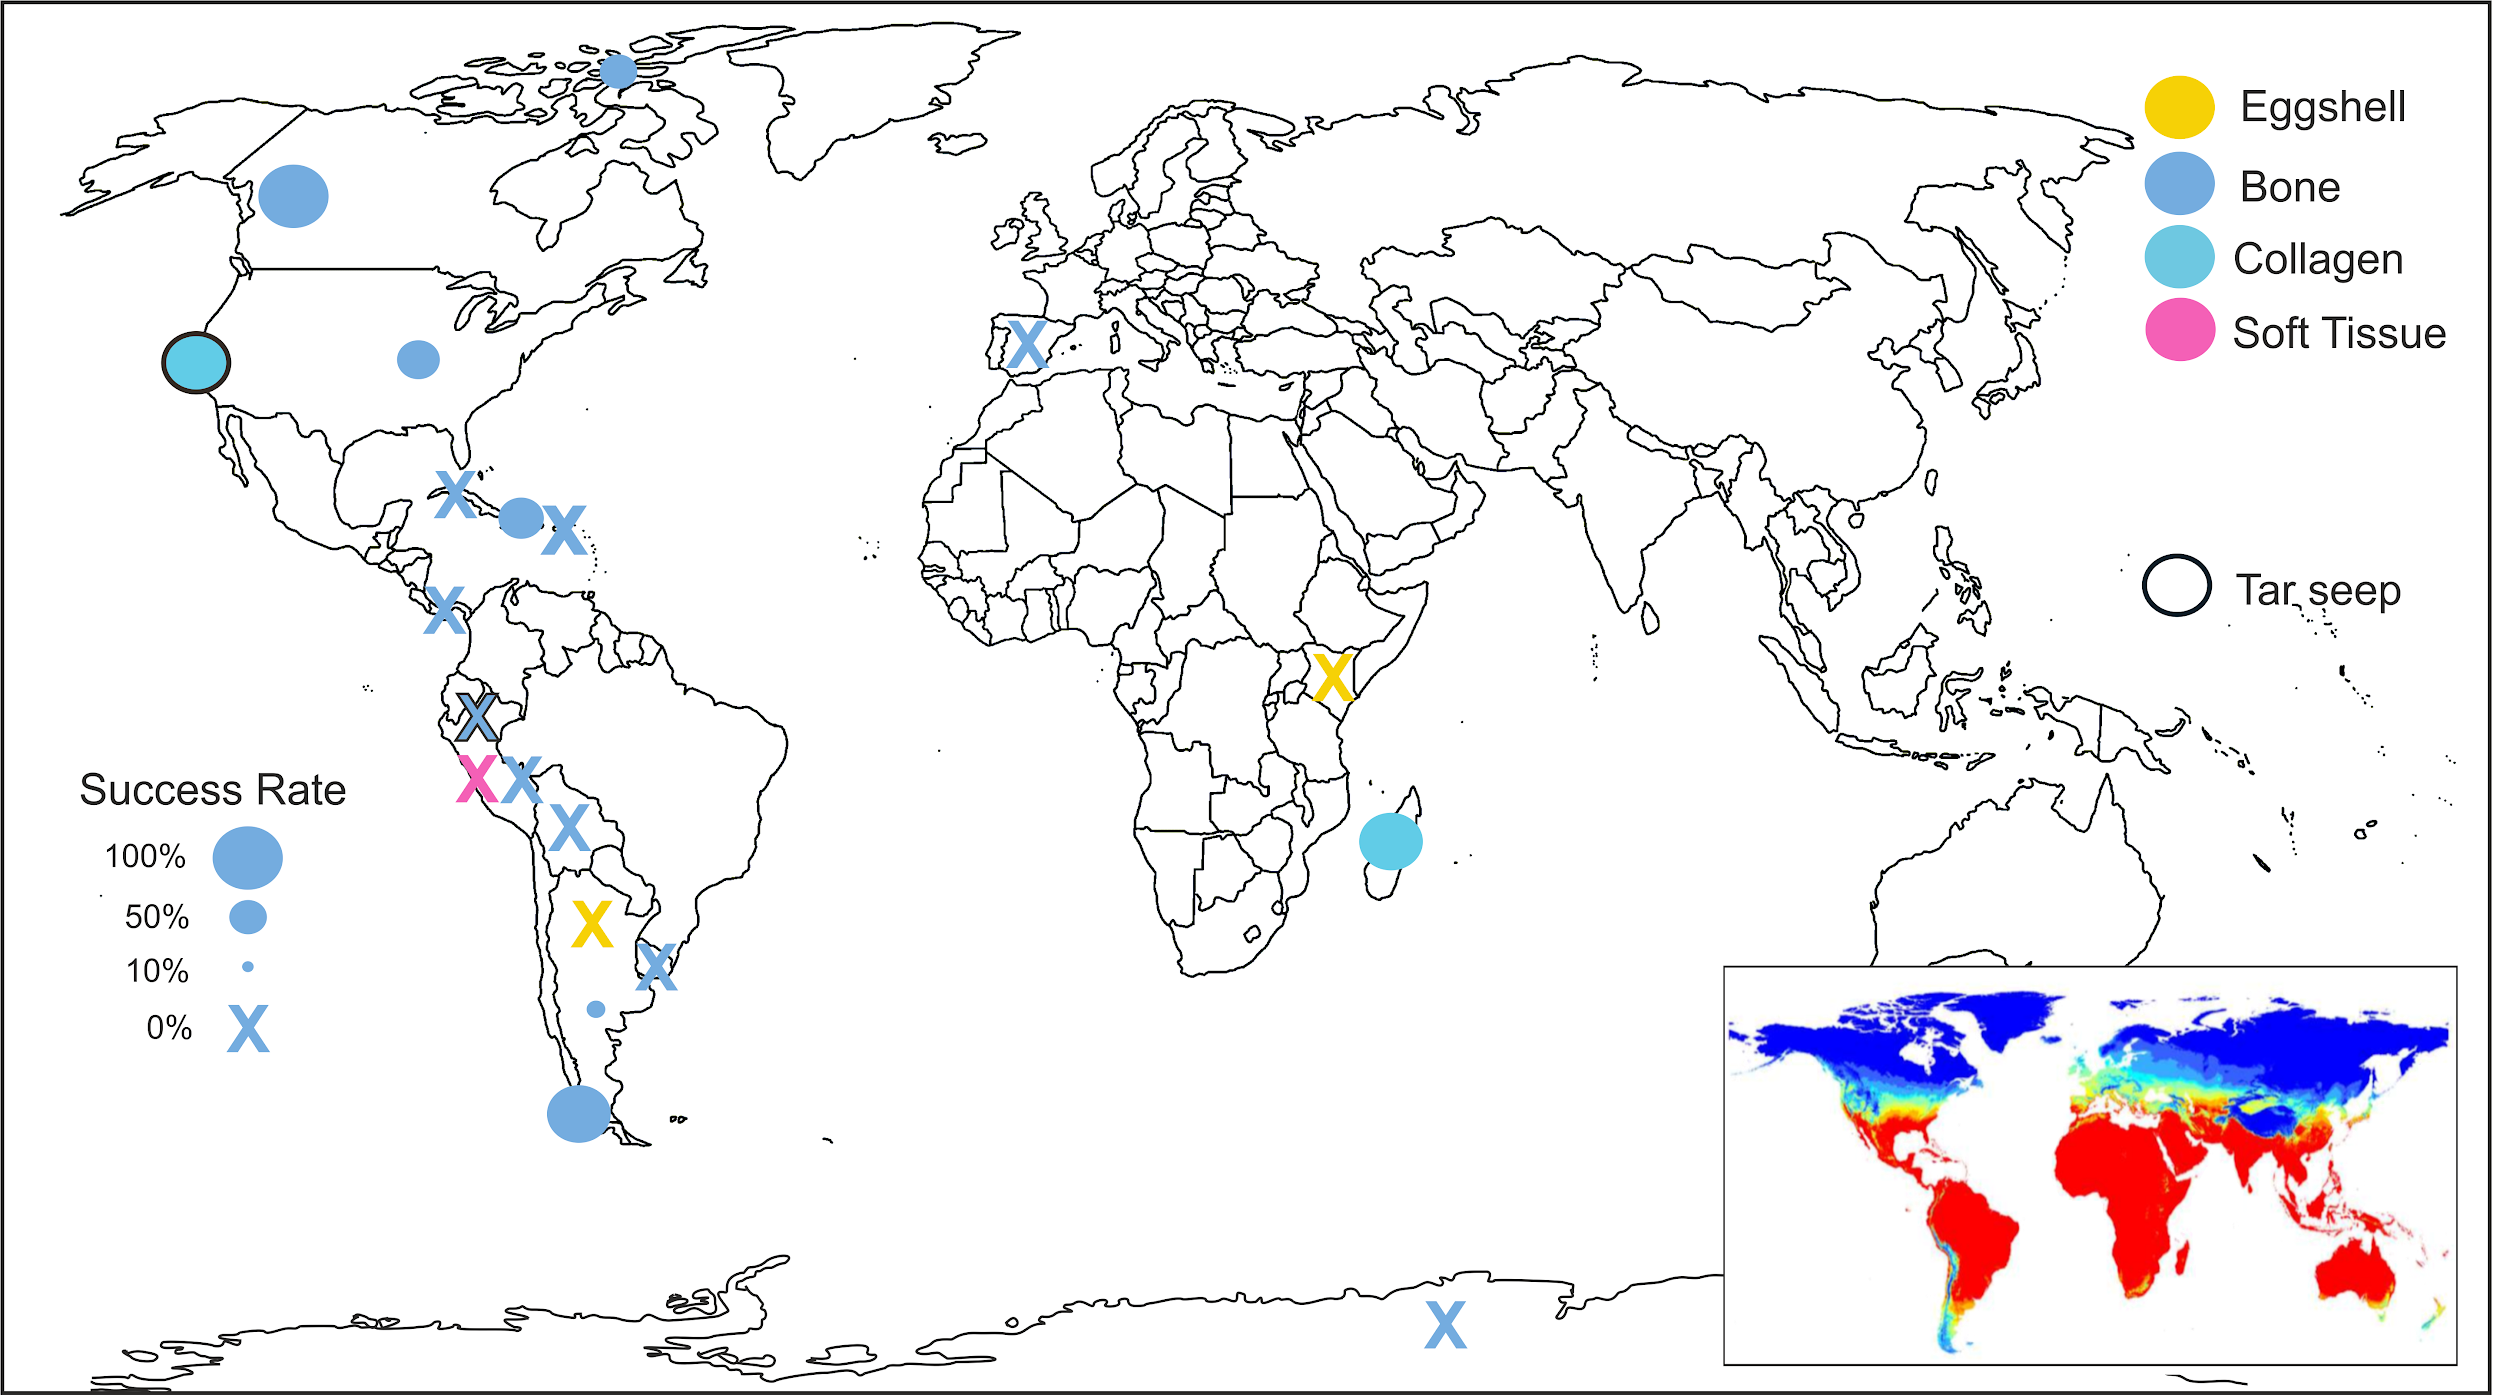 Eggshell
Bone
Collagen
Soft Tissue
Tar seep
Success Rate
100%
50%
10%
0% X
X
X
X
X
X
X
X
X
X
X
X
X
X